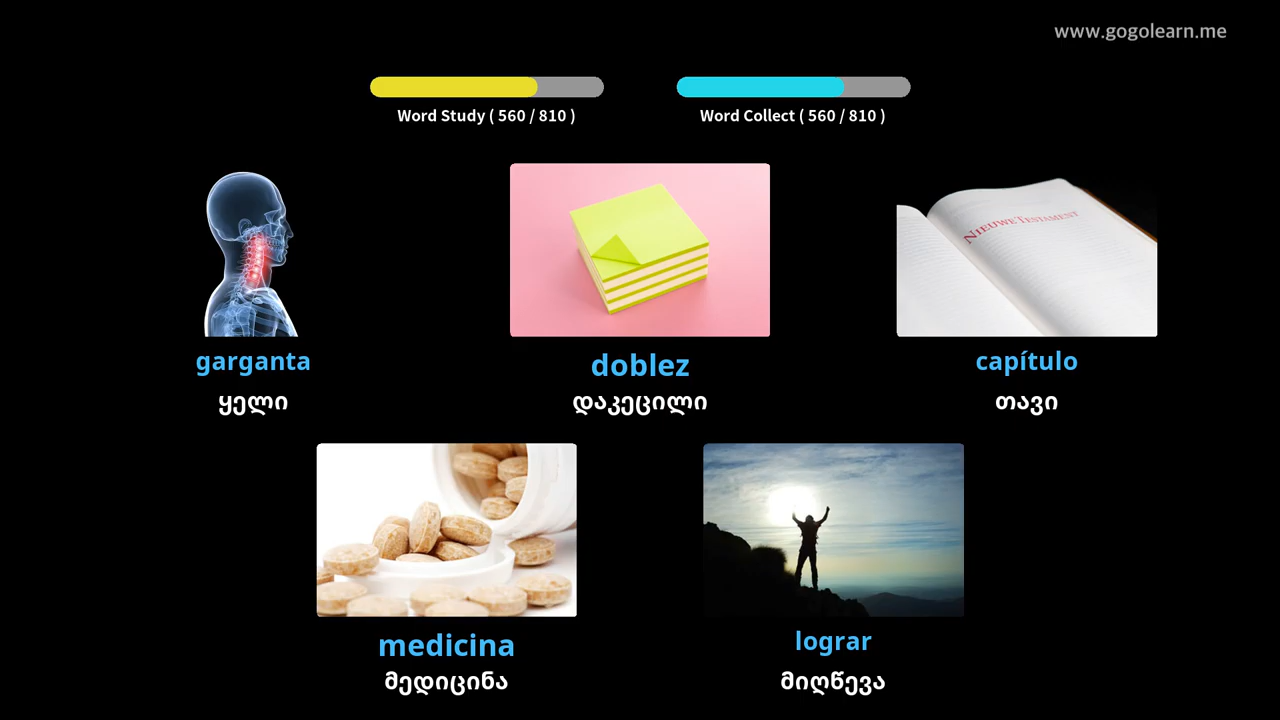 www.gogolearn.me
Word Study ( 560 / 810 )
Word Collect ( 560 / 810 )
NIEUWE TESTAMENT
garganta
doblez
capítulo
ყელი
დაკეცილი
თავი
medicina
lograr
მედიცინა
მიღწევა